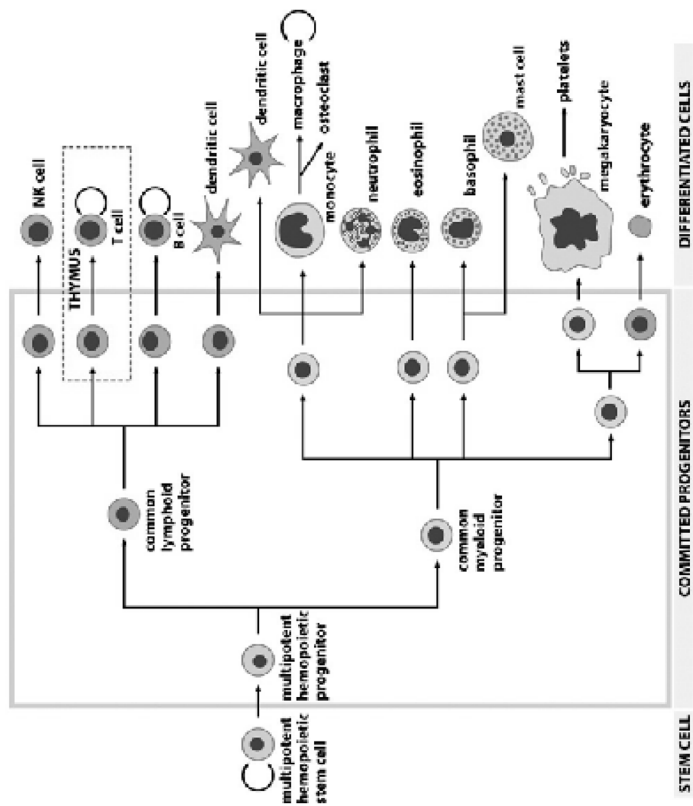 multipotent
hemopoietic
stem cell
multipotent
hemopoietic
progenitor
common
lymphoid
progenitor
common
myeloid
progenitor
THYMUS
NK cell
T cell
B cell
dendritic cell
dendritic cell
macrophage
osteoclast
monocyte
neutrophil
eosinophil
basophil
mast cell
platelets
megakaryocyte
erythrocyte
STEM CELL
COMMITTED PROGENITORS
DIFFERENTIATED CELLS